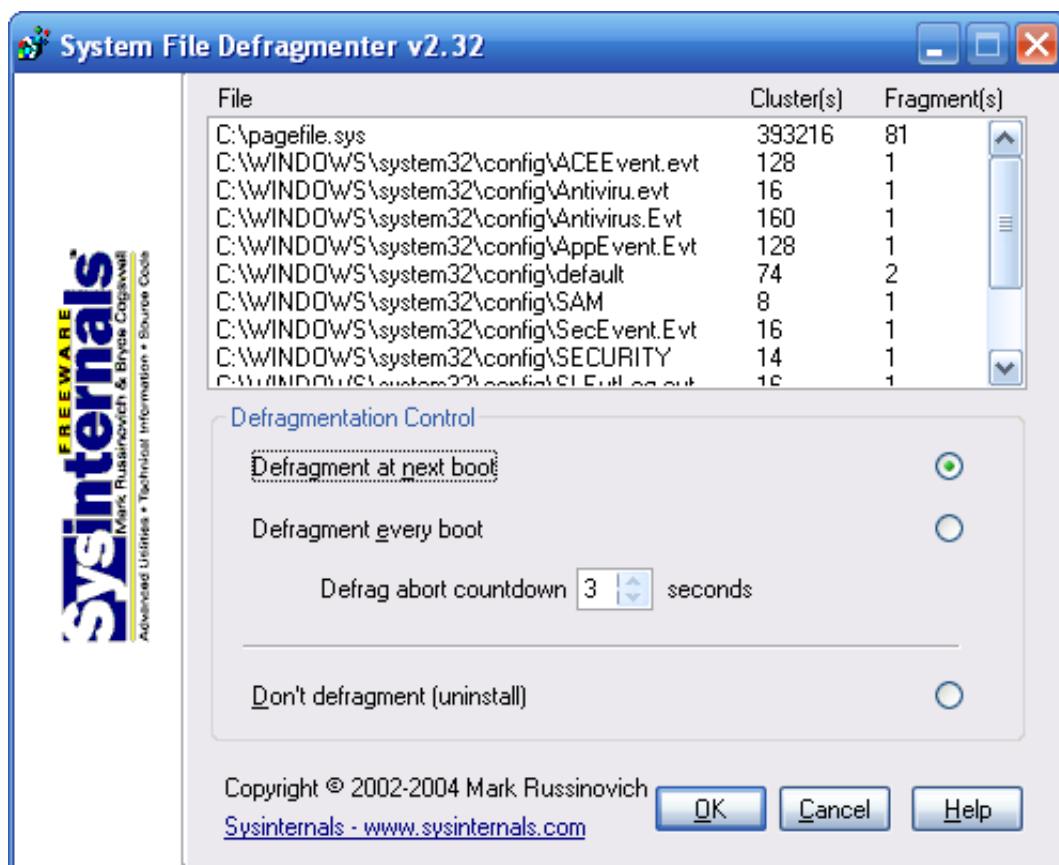 System File Defragmenter v2.32
File Cluster(s) Fragment(s)
C:\pagefile.sys 393216 81
C:\WINDOWS\system32\config\ACEEvent.evt 128 1
C:\WINDOWS\system32\config\Antiviru.evt 16 1
C:\WINDOWS\system32\config\Antivirus.Evt 160 1
C:\WINDOWS\system32\config\AppEvent.Evt 128 1
C:\WINDOWS\system32\config\default 74 2
C:\WINDOWS\system32\config\SAM 8 1
C:\WINDOWS\system32\config\SecEvent.Evt 16 1
C:\WINDOWS\system32\config\SECURITY 14 1
16 1
FREEWARE
Sysinternals
Mark Russinovich & Bryce Cogswell
Advanced Utilities • Technical Information • Source Code
Defragmentation Control
Defragment at next boot
Defragment every boot
Defrag abort countdown 3 seconds
Don't defragment (uninstall)
Copyright © 2002-2004 Mark Russinovich
Sysinternals - www.sysinternals.com
OK Cancel Help